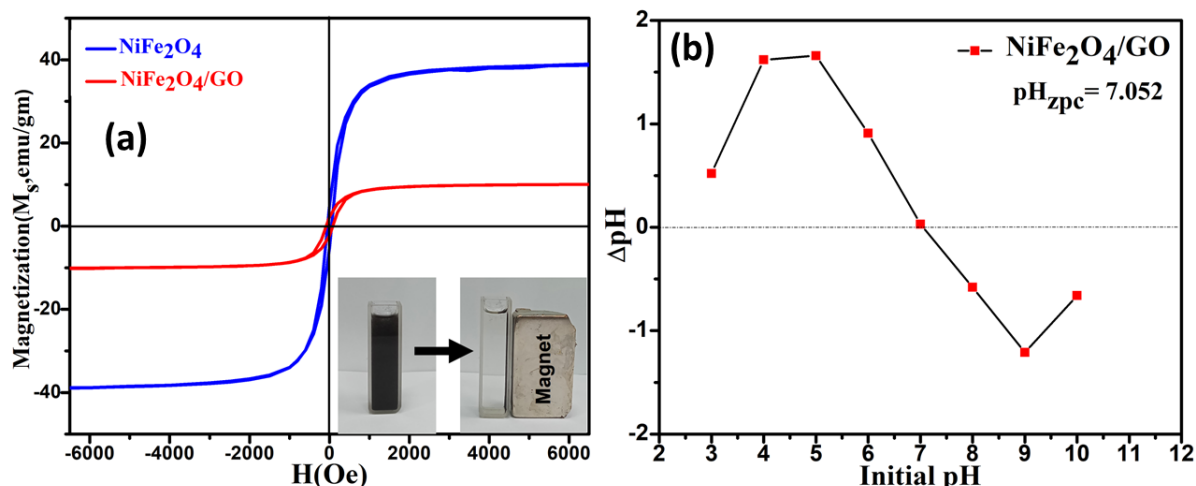 NiFe2O4
NiFe2O4/GO
(a)
Magnetization(Ms,emu/gm)
40
20
0
-20
-40
-6000 -4000 -2000 0 2000 4000 6000
H(Oe)
Magnet
(b)
NiFe2O4/GO
pHzpc= 7.052
ΔpH
2
1
0
-1
-2
2 3 4 5 6 7 8 9 10 11 12
Initial pH